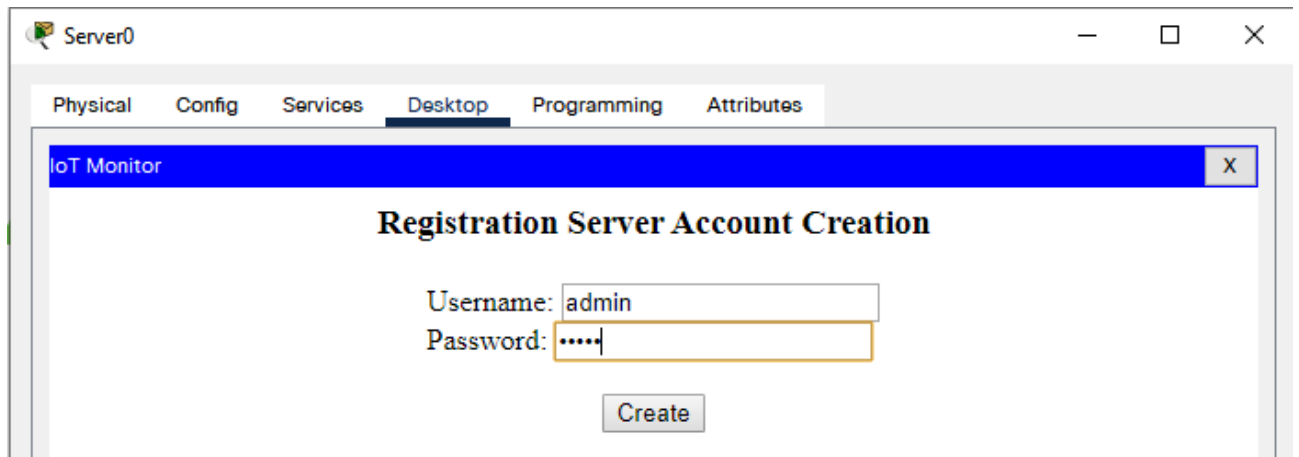 Server0
Physical Config Services Desktop Programming Attributes
IoT Monitor X
Registration Server Account Creation
Username: admin
Password: •••••
Create